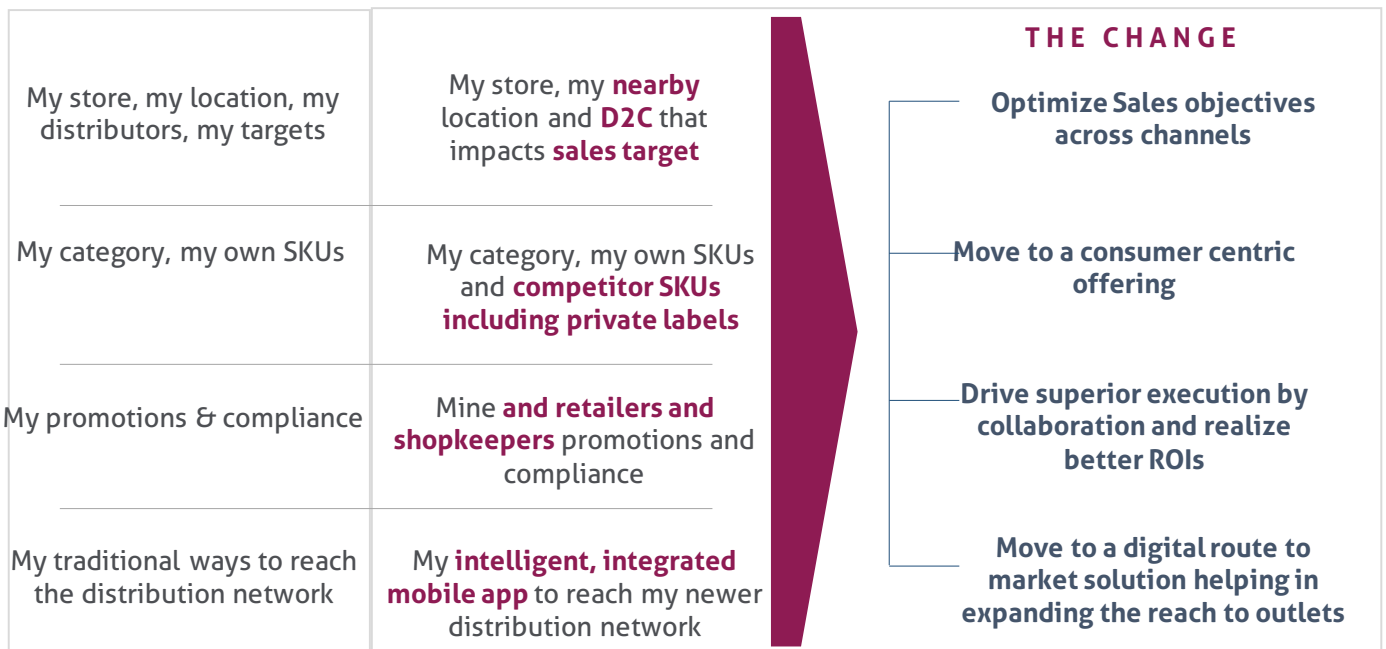 My store, my location, my
distributors, my targets
My store, my nearby
location and D2C that
impacts sales target
My category, my own SKUs
My category, my own SKUs
and competitor SKUs
including private labels
My promotions & compliance
Mine and retailers and
shopkeepers promotions and
compliance
My traditional ways to reach
the distribution network
My intelligent, integrated
mobile app to reach my newer
distribution network
THE CHANGE
Optimize Sales objectives
across channels
Move to a consumer centric
offering
Drive superior execution by
collaboration and realize
better ROIs
Move to a digital route to
market solution helping in
expanding the reach to outlets